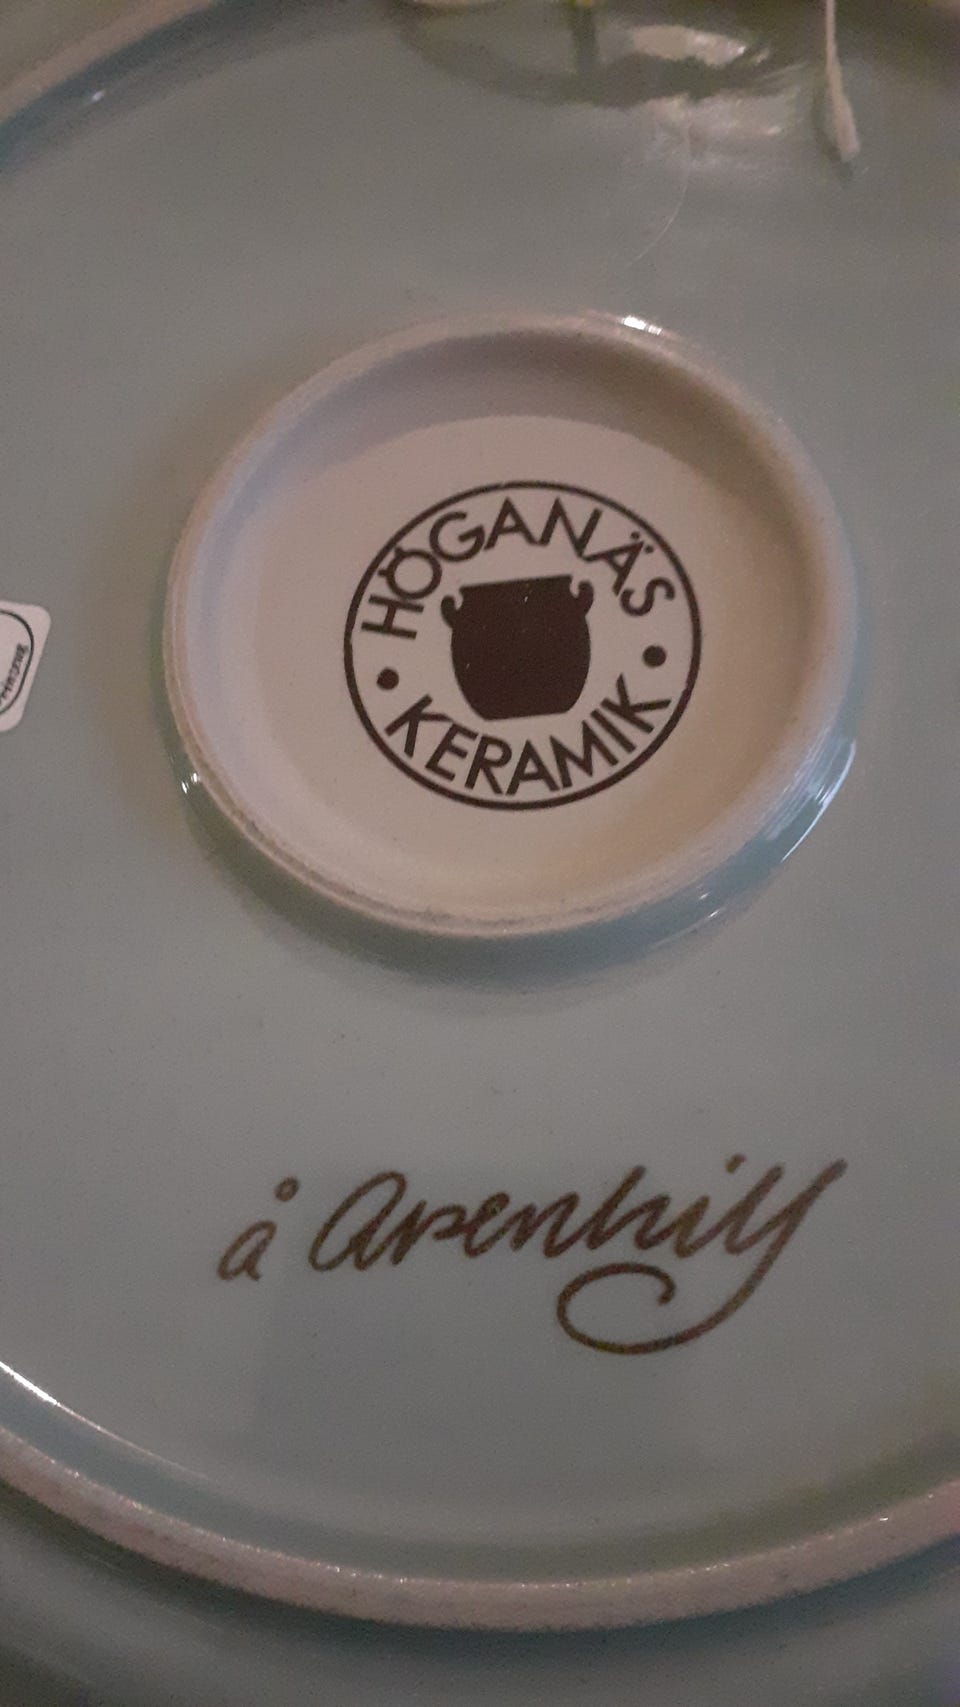 HÖGANÄS
KERAMIK
å Arenhill